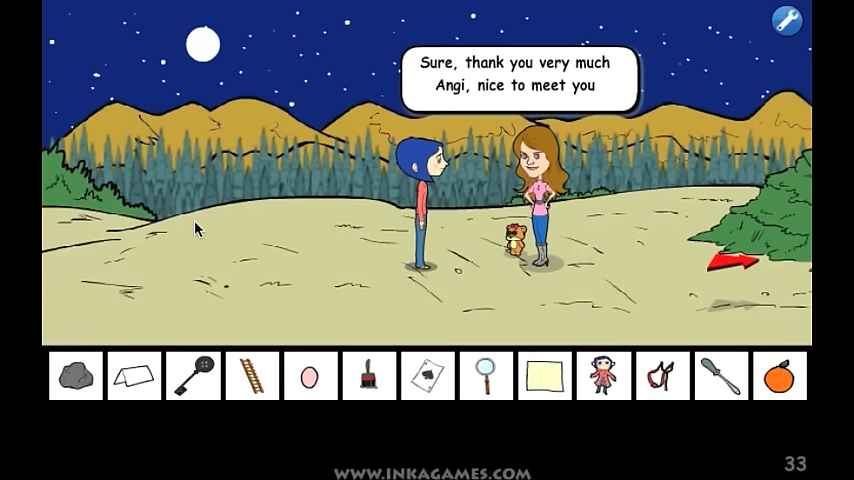 Sure, thank you very much
Angi, nice to meet you
33
WWW.INKAGAMES.COM